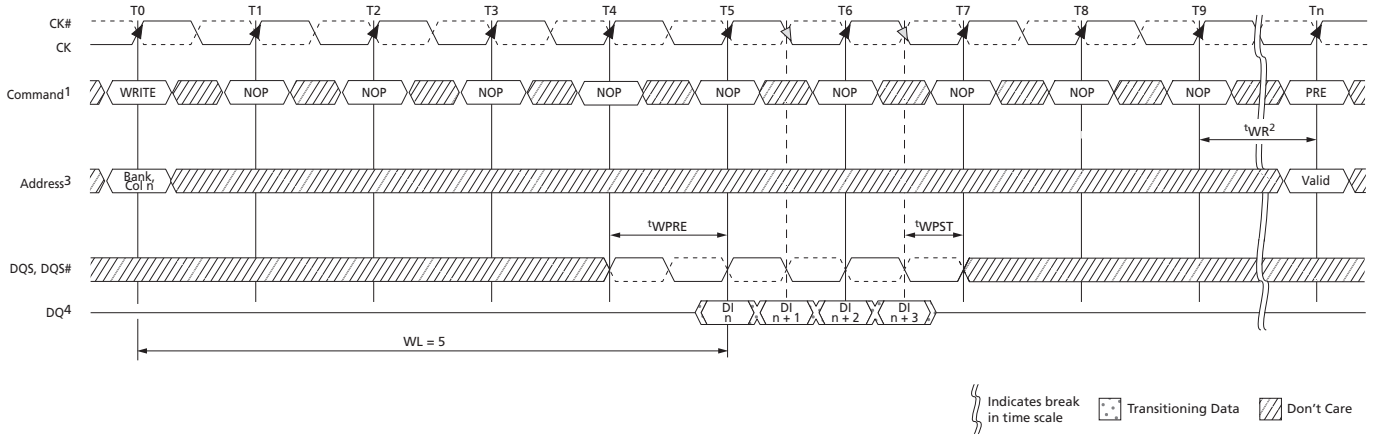 T0 T1 T2 T3 T4 T5 T6 T7 T8 T9 Tn
CK#
CK
Command1 WRITE NOP NOP NOP NOP NOP NOP NOP NOP NOP PRE
tWR2
Address3 Bank, Col n Valid
tWPRE tWPST
DQS, DQS#
DQ4 DI n DI n + 1 DI n + 2 DI n + 3
WL = 5
Indicates break in time scale
Transitioning Data
Don't Care